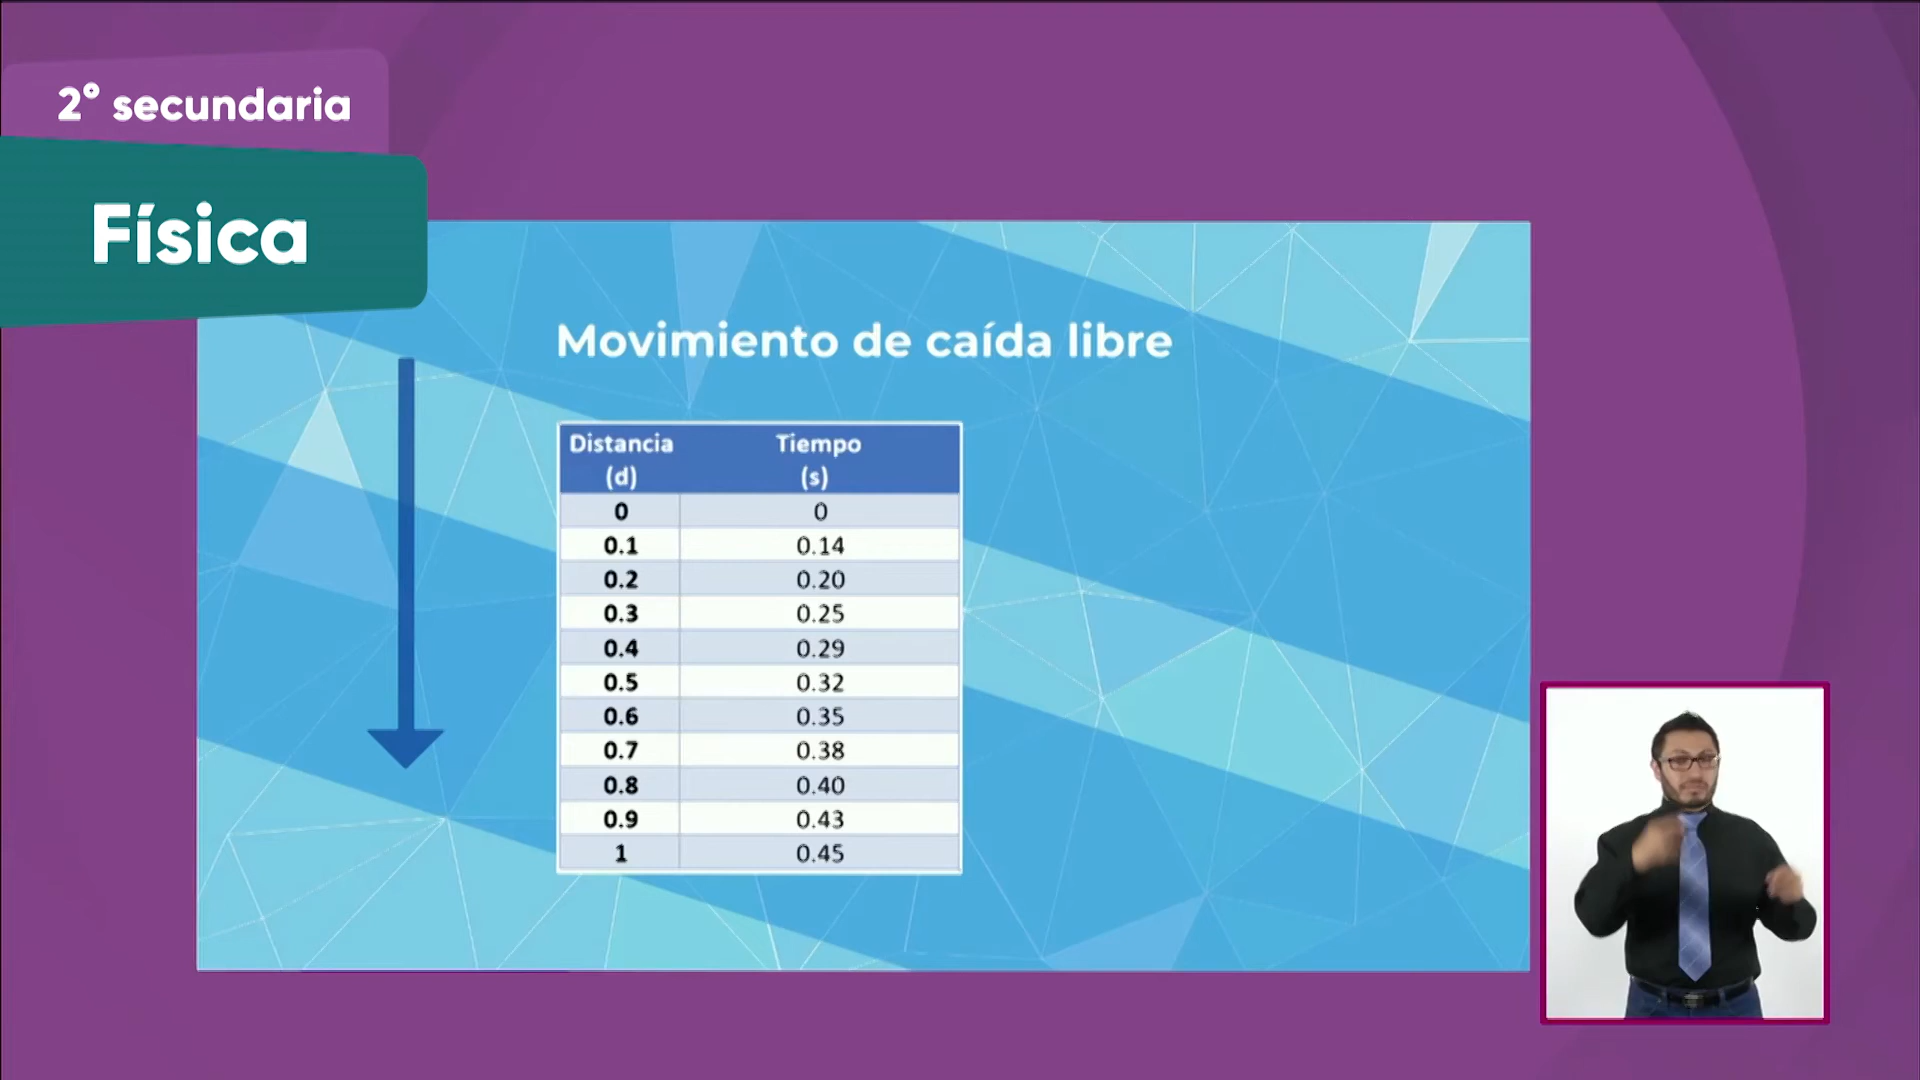 2° secundaria
Física
Movimiento de caída libre
Distancia Tiempo
(d) (s)
0 0
0.1 0.14
0.2 0.20
0.3 0.25
0.4 0.29
0.5 0.32
0.6 0.35
0.7 0.38
0.8 0.40
0.9 0.43
1 0.45